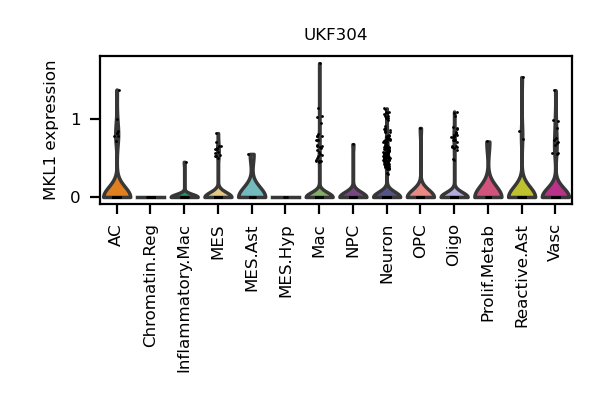 UKF304
MKL1 expression
1
0
AC
Chromatin.Reg
Inflammatory.Mac
MES
MES.Ast
MES.Hyp
Mac
NPC
Neuron
OPC
Oligo
Prolif.Metab
Reactive.Ast
Vasc